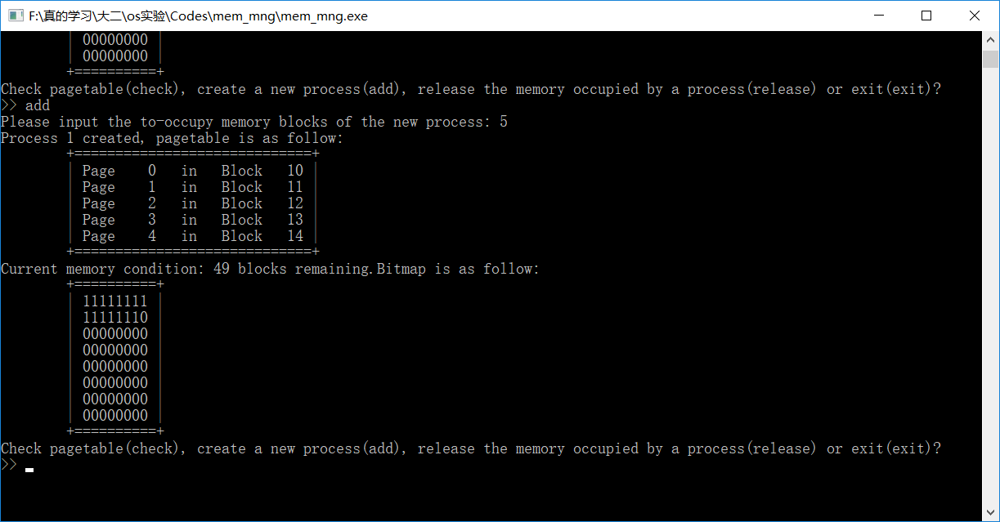 F:\真的学习\大二\os实验\Codes\mem_mng\mem_mng.exe
| 00000000 |
| 00000000 |
+==========+
Check pagetable(check), create a new process(add), release the memory occupied by a process(release) or exit(exit)?
>> add
Please input the to-occupy memory blocks of the new process: 5
Process 1 created, pagetable is as follow:
+=============================+
| Page    0   in   Block   10 |
| Page    1   in   Block   11 |
| Page    2   in   Block   12 |
| Page    3   in   Block   13 |
| Page    4   in   Block   14 |
+=============================+
Current memory condition: 49 blocks remaining.Bitmap is as follow:
+==========+
| 11111111 |
| 11111110 |
| 00000000 |
| 00000000 |
| 00000000 |
| 00000000 |
| 00000000 |
| 00000000 |
+==========+
Check pagetable(check), create a new process(add), release the memory occupied by a process(release) or exit(exit)?
>>